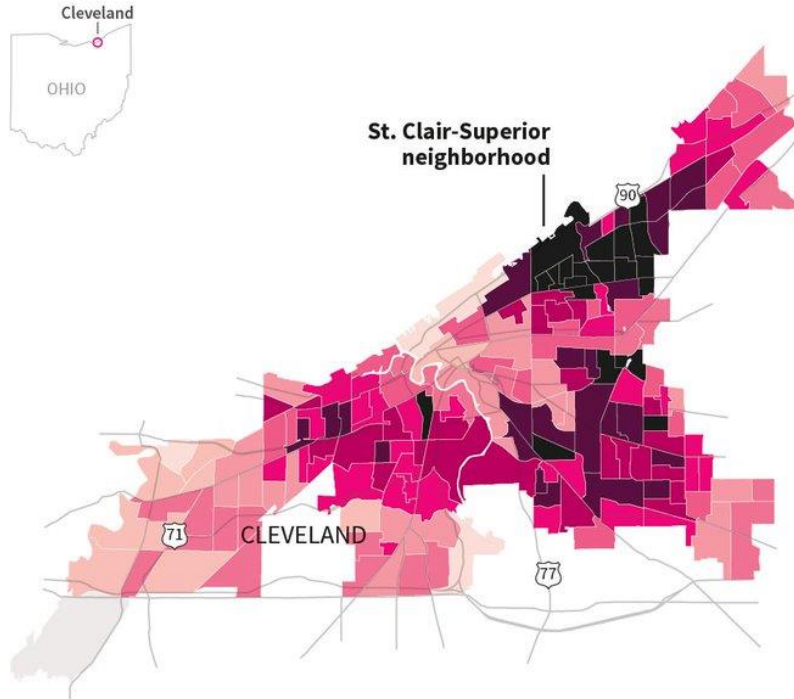 Cleveland
OHIO
St. Clair-Superior
neighborhood
90
71
CLEVELAND
77